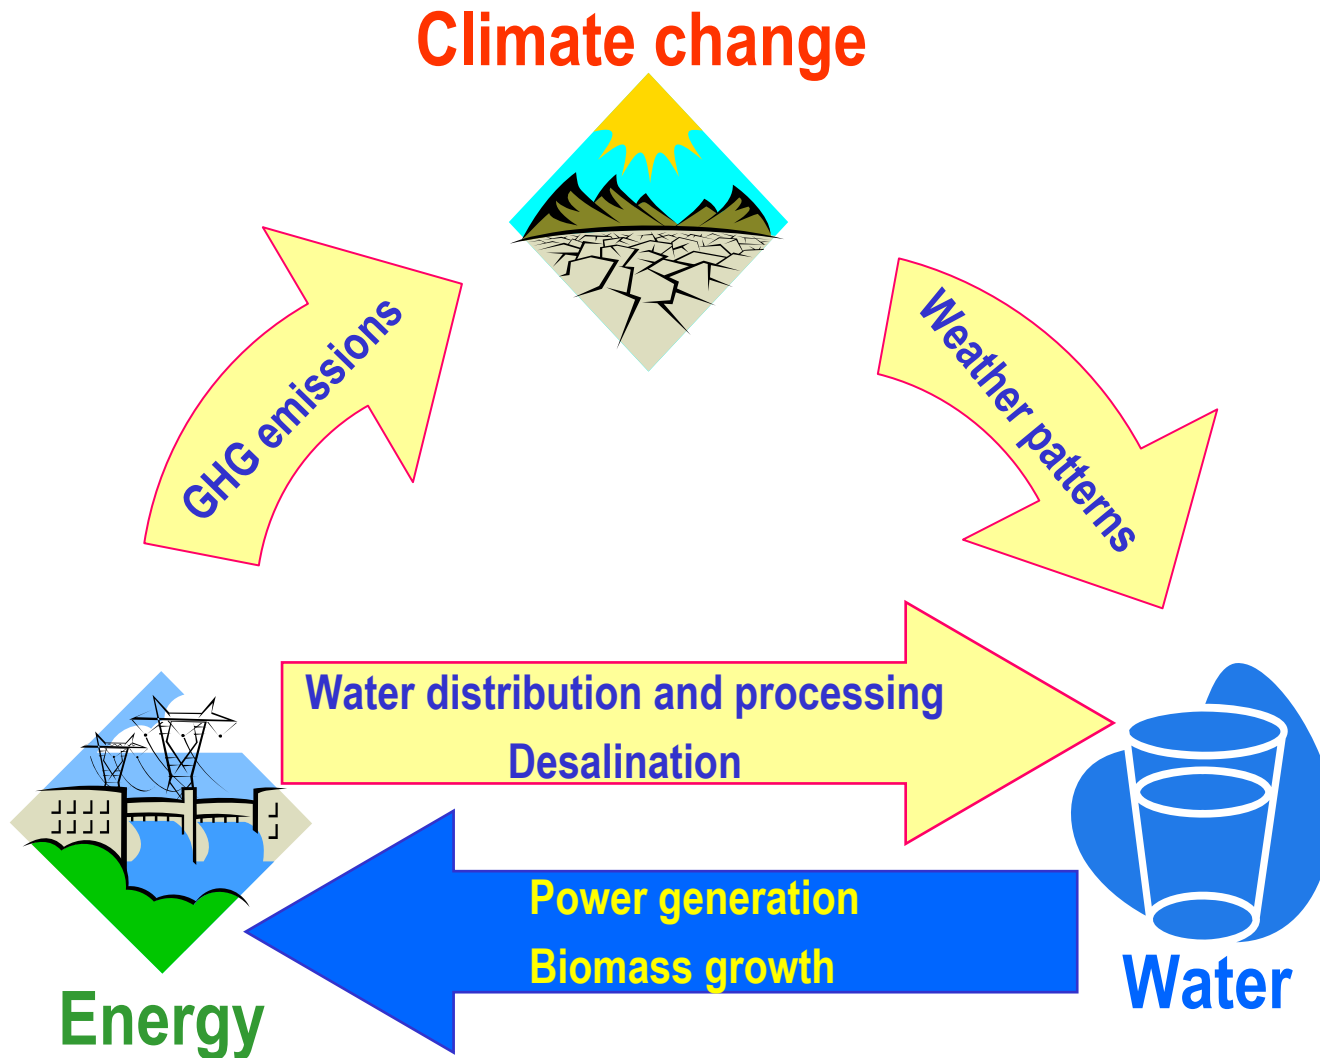 Climate change
GHG emissions
Weather patterns
Water distribution and processing
Desalination
Power generation
Biomass growth
Water
Energy